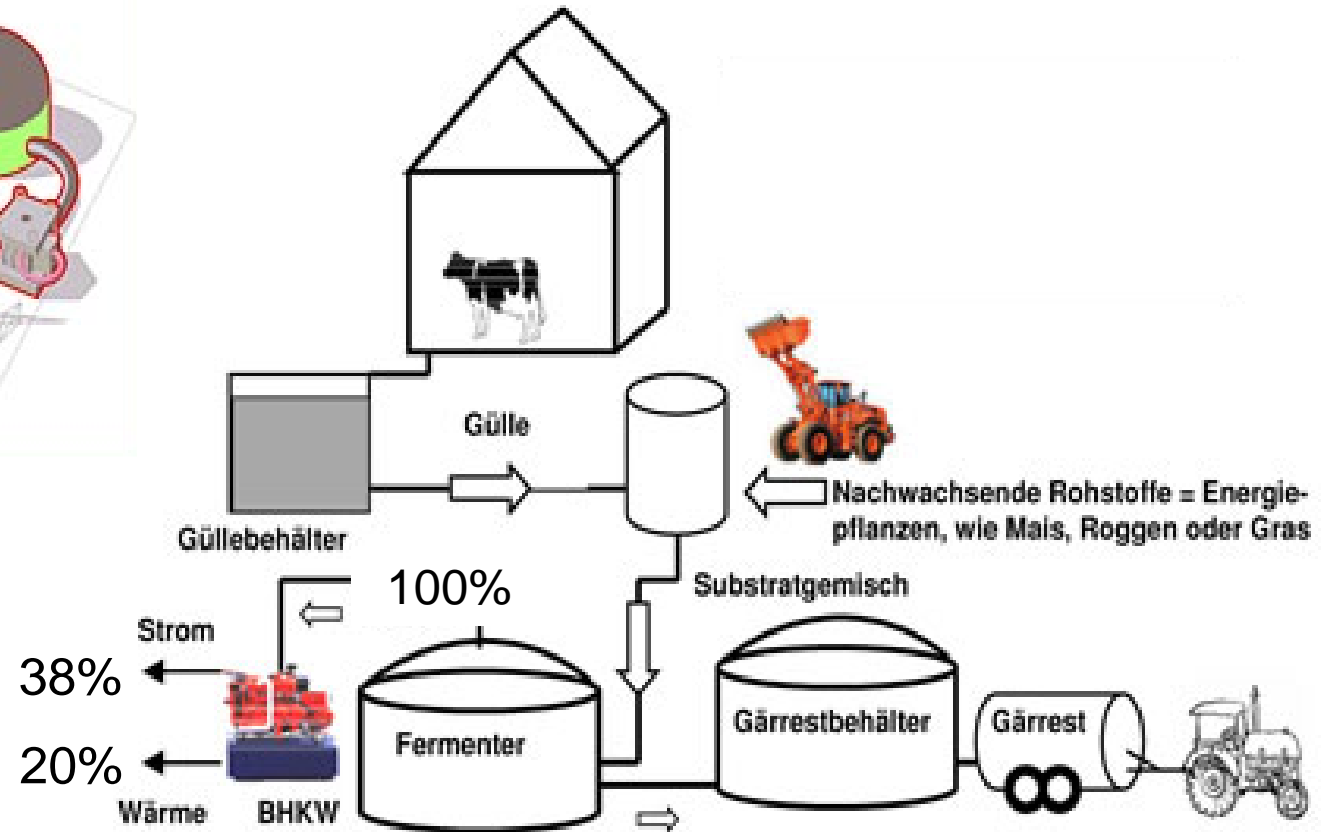 Gülle
Nachwachsende Rohstoffe = Energie-
pflanzen, wie Mais, Roggen oder Gras
Güllebehälter
100%
Substratgemisch
Strom
38%
Fermenter
Gärrestbehälter
Gärrest
20%
Wärme
BHKW